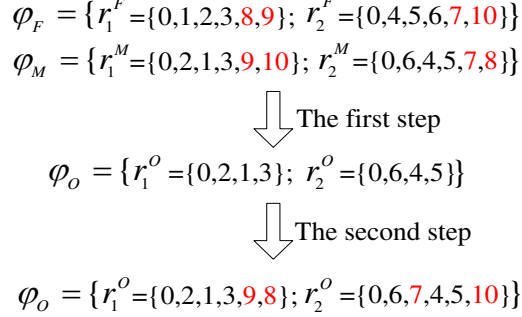 φ_F = {r_1^F={0,1,2,3,8,9}; r_2^F={0,4,5,6,7,10}}
φ_M = {r_1^M={0,2,1,3,9,10}; r_2^M={0,6,4,5,7,8}}
The first step
φ_O = {r_1^O ={0,2,1,3}; r_2^O ={0,6,4,5}}
The second step
φ_O = {r_1^O={0,2,1,3,9,8}; r_2^O ={0,6,7,4,5,10}}